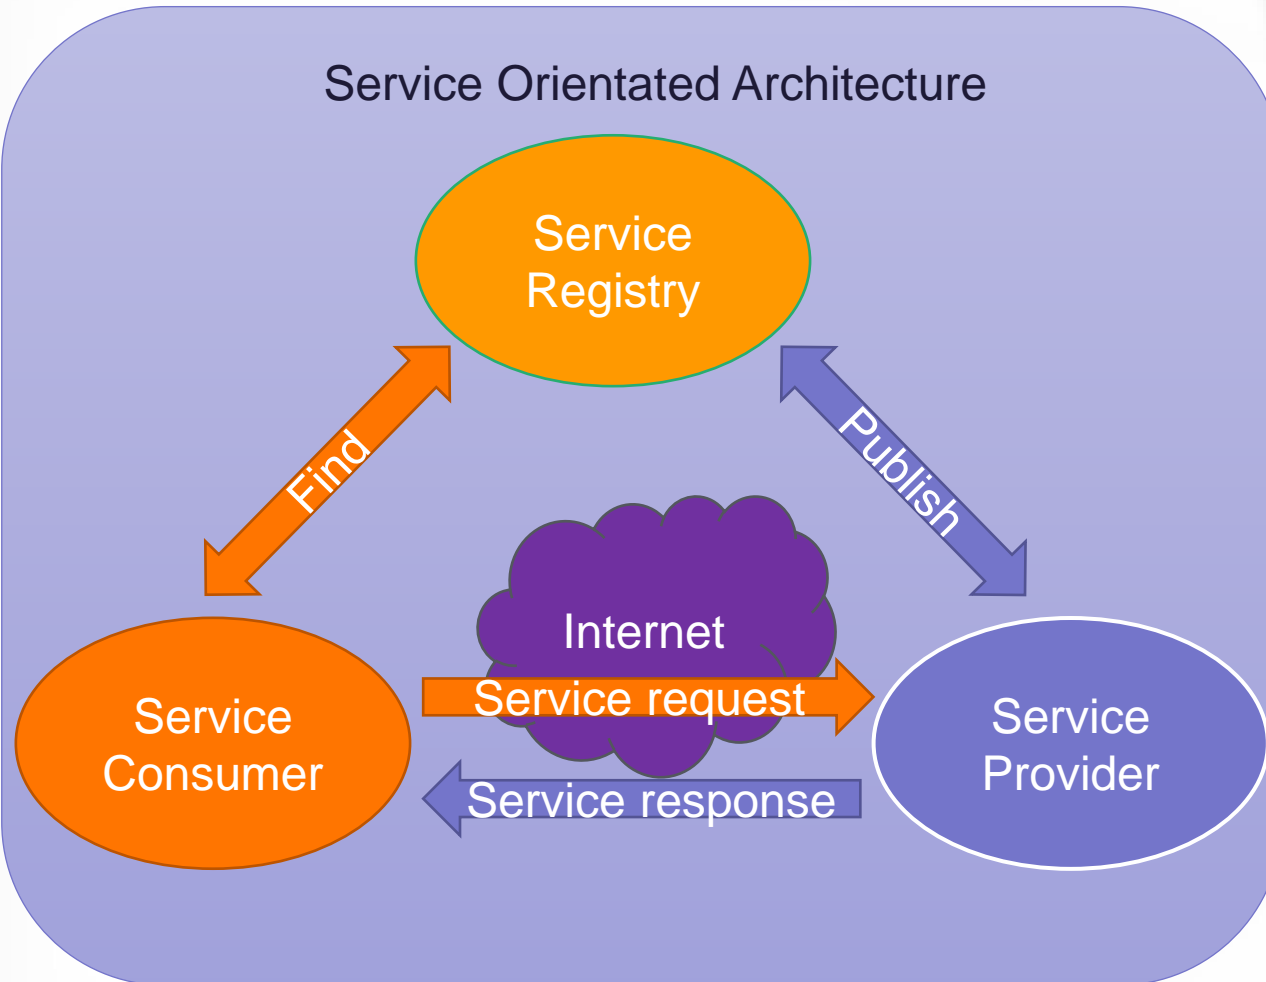 Service Orientated Architecture
Service
Registry
Find
Publish
Internet
Service request
Service
Consumer
Service
Provider
Service response